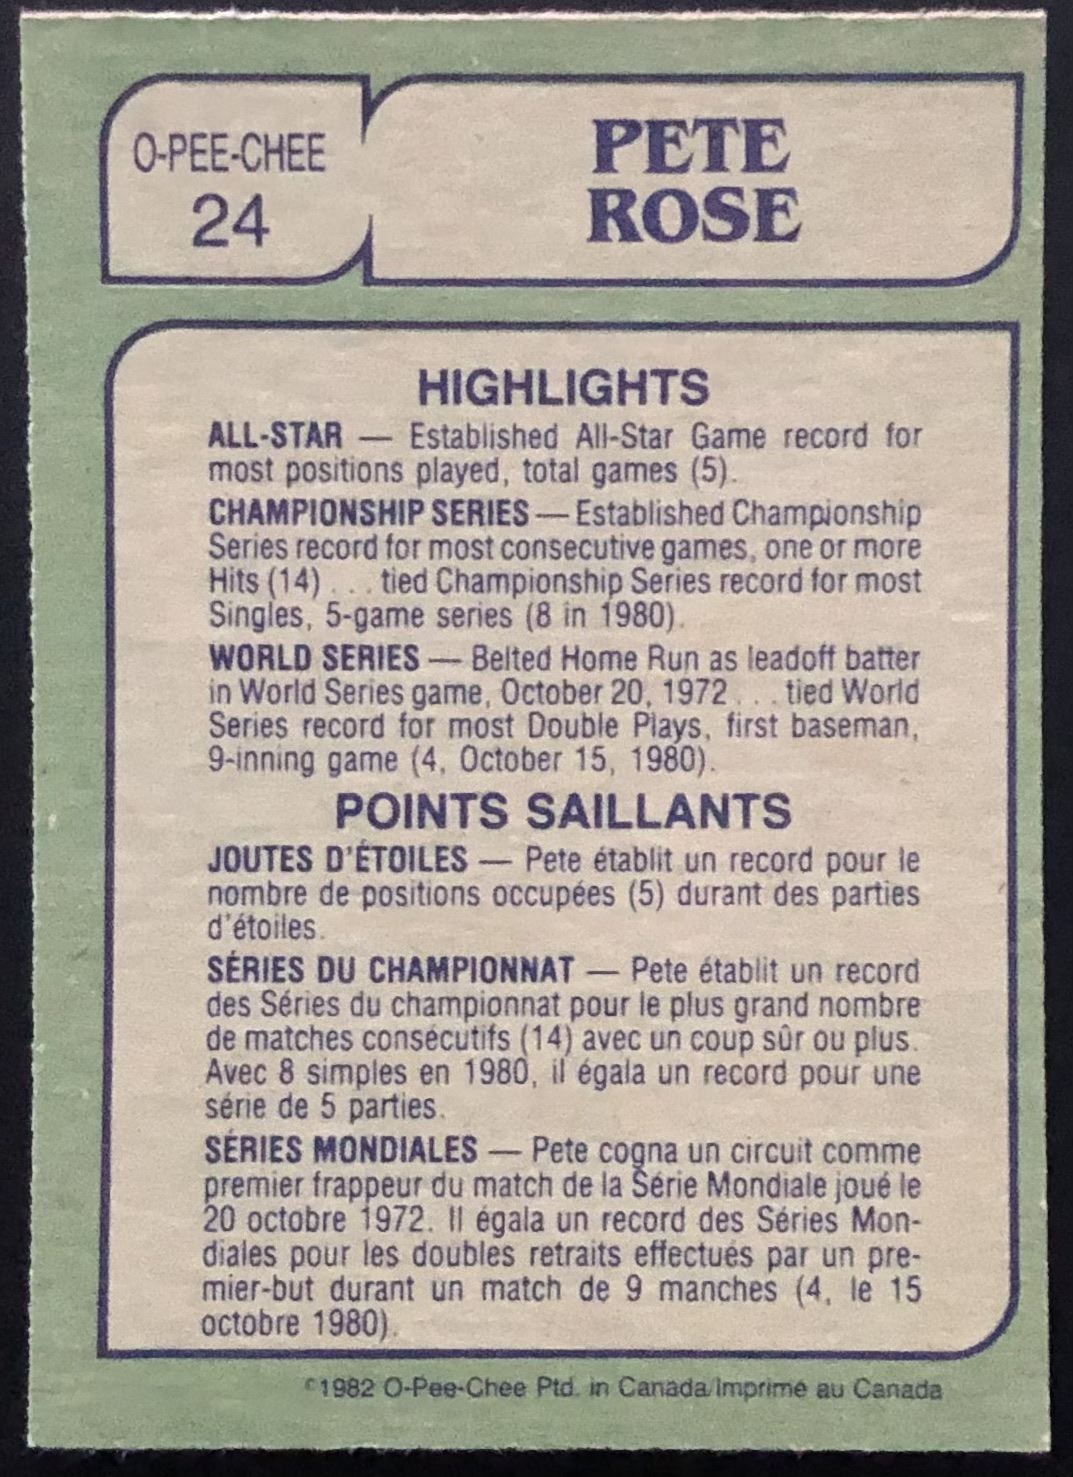 O-PEE-CHEE
24
PETE
ROSE
HIGHLIGHTS
ALL-STAR — Established All-Star Game record for
most positions played, total games (5).
CHAMPIONSHIP SERIES — Established Championship
Series record for most consecutive games, one or more
Hits (14) . . . tied Championship Series record for most
Singles, 5-game series (8 in 1980).
WORLD SERIES — Belted Home Run as leadoff batter
in World Series game, October 20, 1972 . . . tied World
Series record for most Double Plays, first baseman,
9-inning game (4, October 15, 1980).
POINTS SAILLANTS
JOUTES D'ÉTOILES — Pete établit un record pour le
nombre de positions occupées (5) durant des parties
d'étoiles.
SÉRIES DU CHAMPIONNAT — Pete établit un record
des Séries du championnat pour le plus grand nombre
de matches consécutifs (14) avec un coup sûr ou plus.
Avec 8 simples en 1980, il égala un record pour une
série de 5 parties.
SÉRIES MONDIALES — Pete cogna un circuit comme
premier frappeur du match de la Série Mondiale joué le
20 octobre 1972. Il égala un record des Séries Mon-
diales pour les doubles retraits effectués par un pre-
mier-but durant un match de 9 manches (4, le 15
octobre 1980).
©1982 O-Pee-Chee Ptd. in Canada/Imprimé au Canada